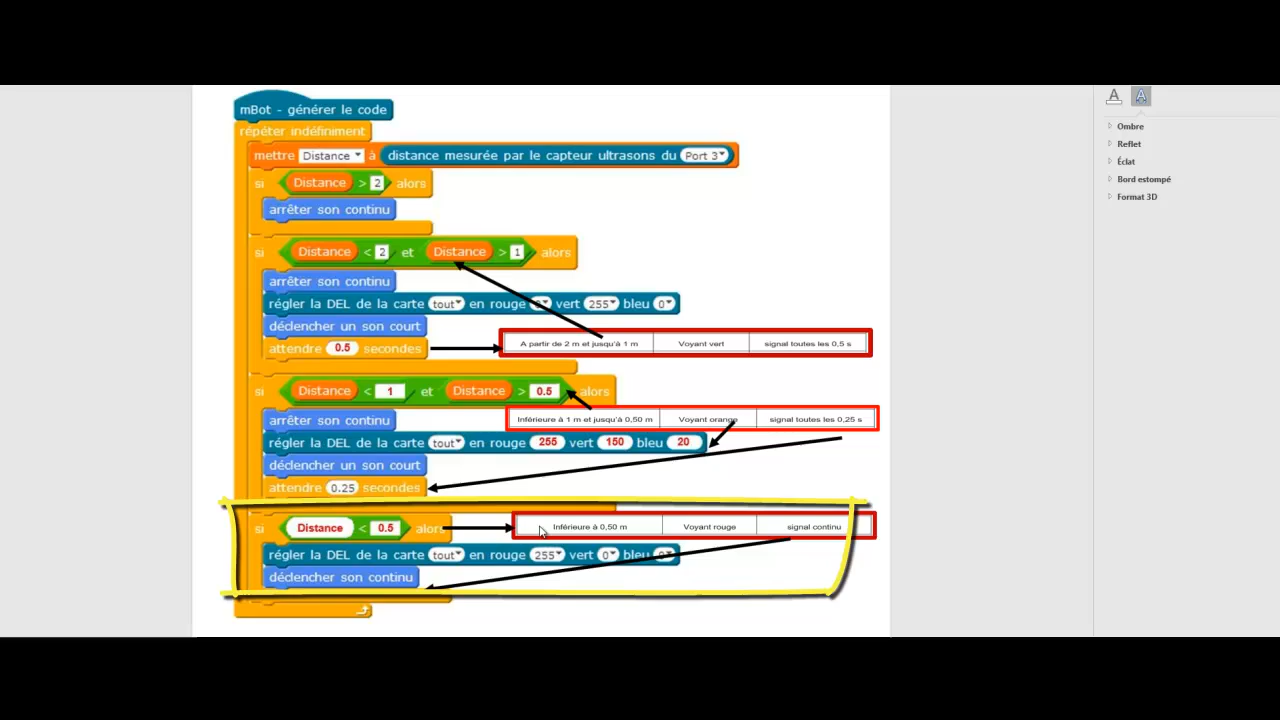 mBot - générer le code
répéter indéfiniment
mettre Distance à distance mesurée par le capteur ultrasons du Port 3
si Distance > 2 alors
arrêter son continu
si Distance < 2 et Distance > 1 alors
arrêter son continu
régler la DEL de la carte tout en rouge vert 255 bleu 0
déclencher un son court
attendre 0.5 secondes
A partir de 2 m et jusqu'à 1 m Voyant vert signal toutes les 0,5 s
si Distance < 1 et Distance > 0.5 alors
arrêter son continu
Inférieure à 1 m et jusqu'à 0,50 m Voyant orange signal toutes les 0,25 s
régler la DEL de la carte tout en rouge 255 vert 150 bleu 20
déclencher un son court
attendre 0.25 secondes
si Distance < 0.5 alors
Inférieure à 0,50 m Voyant rouge signal continu
régler la DEL de la carte tout en rouge 255 vert 0 bleu 0
déclencher son continu
A A
Ombre
Reflet
Éclat
Bord estompé
Format 3D